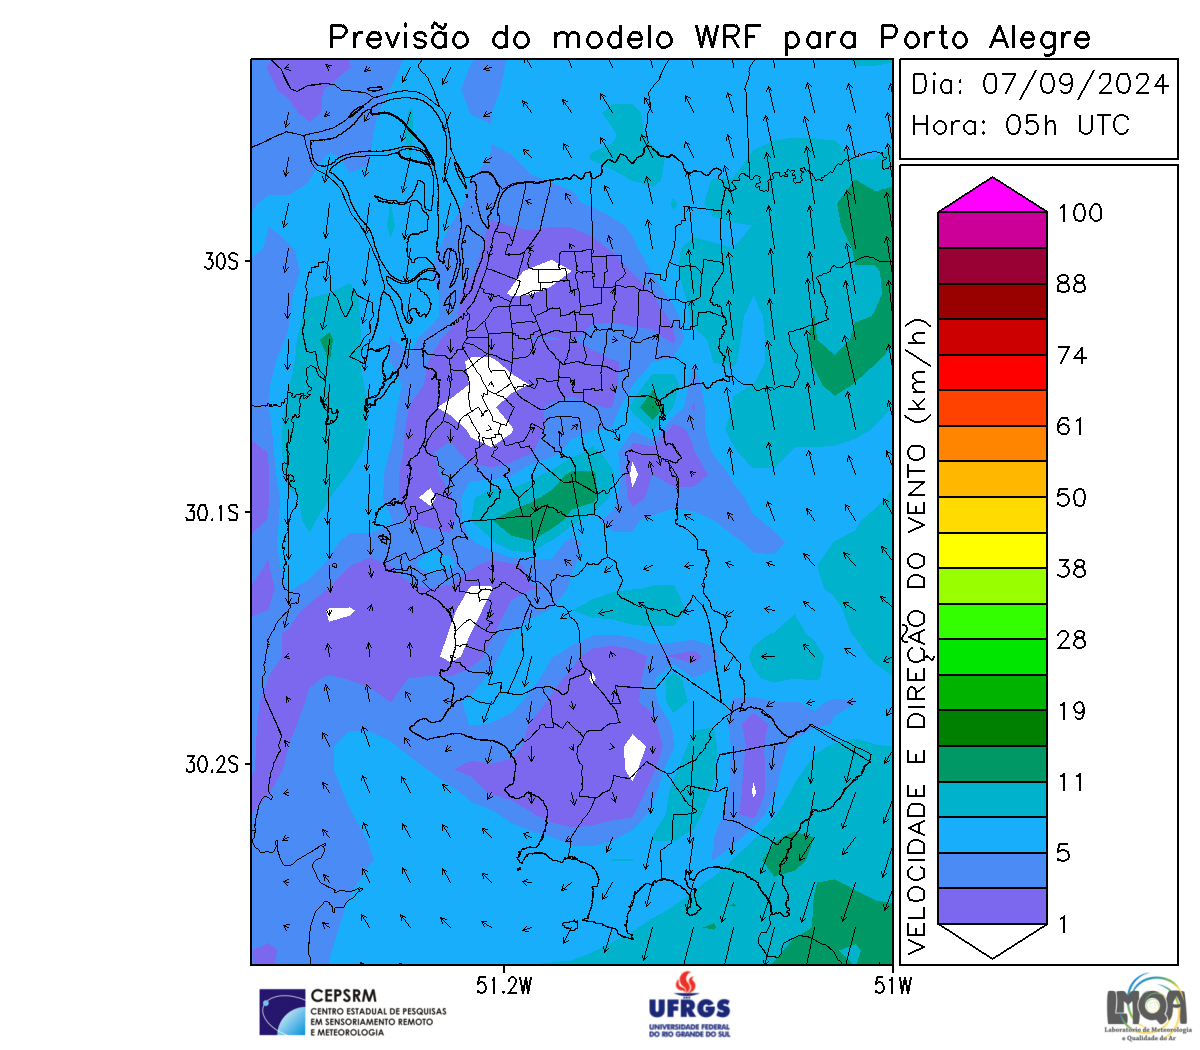 Previsão do modelo WRF para Porto Alegre
Dia: 07/09/2024
Hora: 05h UTC
30S
30.1S
30.2S
51.2W
51W
VELOCIDADE E DIREÇÃO DO VENTO (km/h)
100
88
74
61
50
38
28
19
11
5
1
CEPSRM
CENTRO ESTADUAL DE PESQUISAS
EM SENSORIAMENTO REMOTO
E METEOROLOGIA
UFRGS
UNIVERSIDADE FEDERAL
DO RIO GRANDE DO SUL
LMQA
Laboratório de Meteorologia
e Qualidade do Ar